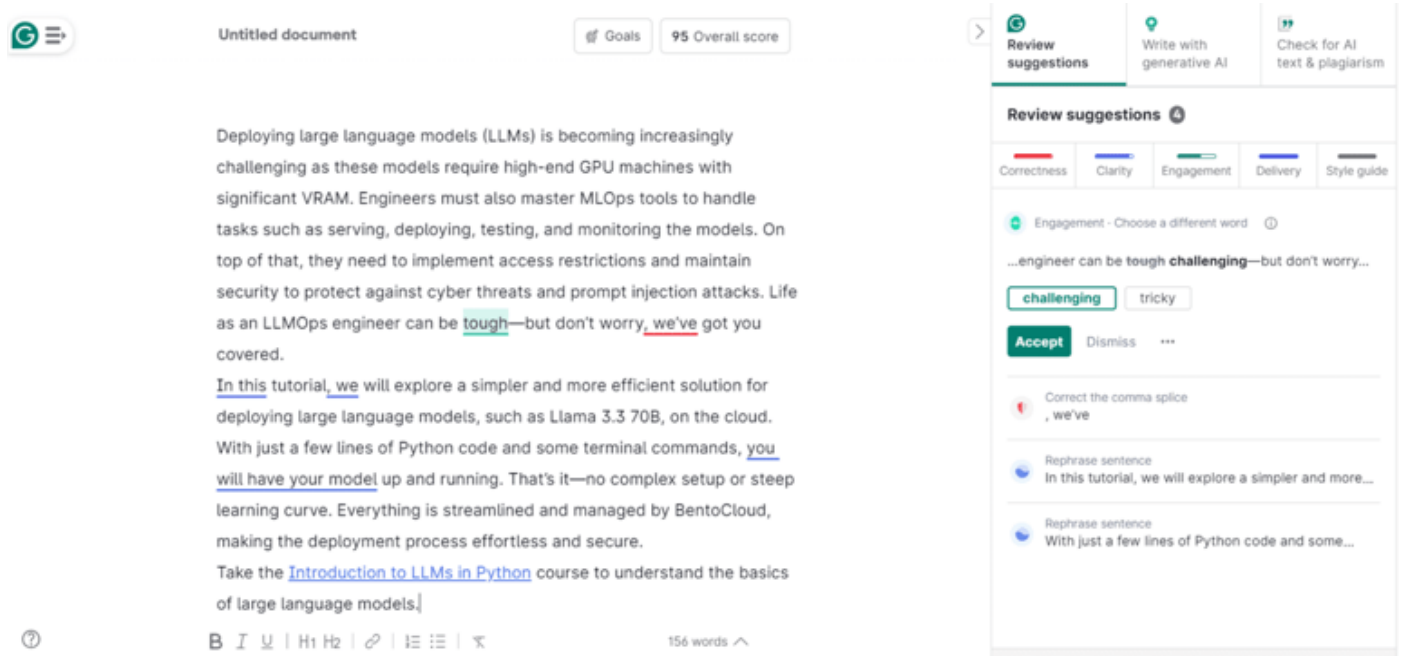 Untitled document
Goals
95 Overall score
Deploying large language models (LLMs) is becoming increasingly
challenging as these models require high-end GPU machines with
significant VRAM. Engineers must also master MLOps tools to handle
tasks such as serving, deploying, testing, and monitoring the models. On
top of that, they need to implement access restrictions and maintain
security to protect against cyber threats and prompt injection attacks. Life
as an LLMOps engineer can be tough—but don't worry, we've got you
covered.
In this tutorial, we will explore a simpler and more efficient solution for
deploying large language models, such as Llama 3.3 70B, on the cloud.
With just a few lines of Python code and some terminal commands, you
will have your model up and running. That's it—no complex setup or steep
learning curve. Everything is streamlined and managed by BentoCloud,
making the deployment process effortless and secure.
Take the Introduction to LLMs in Python course to understand the basics
of large language models.
B I U H1 H2
156 words
Review
suggestions
Write with
generative AI
Check for AI
text & plagiarism
Review suggestions 4
Correctness
Clarity
Engagement
Delivery
Style guide
Engagement · Choose a different word
...engineer can be tough challenging—but don't worry...
challenging
tricky
Accept
Dismiss
Correct the comma splice
, we've
Rephrase sentence
In this tutorial, we will explore a simpler and more...
Rephrase sentence
With just a few lines of Python code and some...